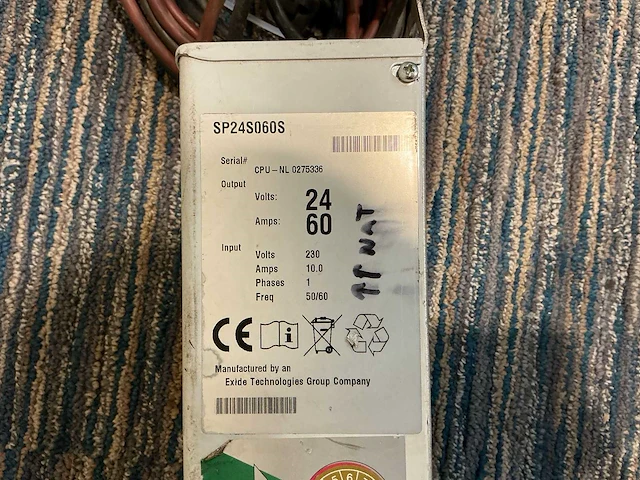 SP24S060S
Serial#
CPU-NL 0275336
Output
Volts: 24
Amps: 60
Input
Volts 230
Amps 10.0
Phases 1
Freq 50/60
CE
i
Manufactured by an
Exide Technologies Group Company